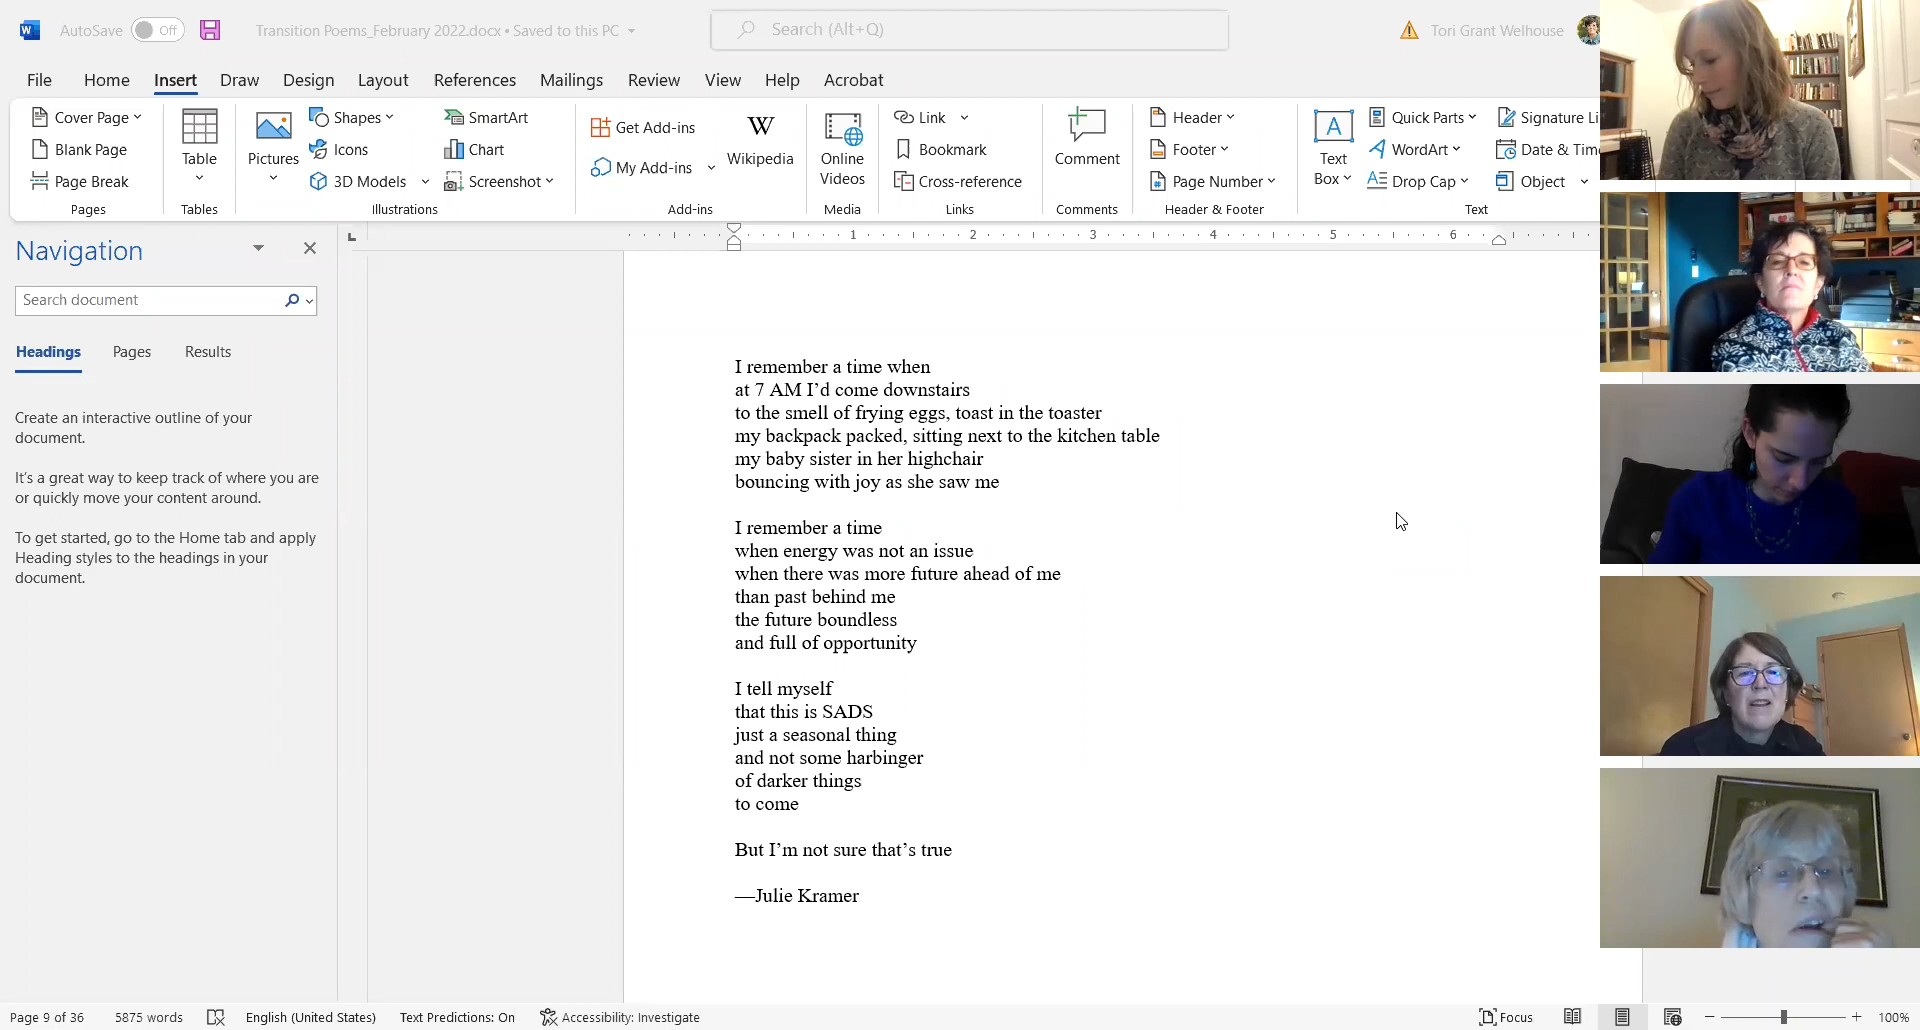 AutoSave Off Transition Poems_February 2022.docx • Saved to this PC Search (Alt+Q) Tori Grant Welhouse
File Home Insert Draw Design Layout References Mailings Review View Help Acrobat
Cover Page
Blank Page
Page Break
Pages
Table
Tables
Pictures
Shapes
Icons
3D Models
SmartArt
Chart
Screenshot
Illustrations
Get Add-ins
My Add-ins
W
Wikipedia
Add-ins
Online
Videos
Media
Link
Bookmark
Cross-reference
Links
Comment
Comments
Header
Footer
Page Number
Header & Footer
A
Text
Box
Quick Parts
WordArt
Drop Cap
Signature Li
Date & Tim
Object
Text
1 2 3 4 5 6
Navigation
Search document
Headings Pages Results
Create an interactive outline of your
document.
It's a great way to keep track of where you are
or quickly move your content around.
To get started, go to the Home tab and apply
Heading styles to the headings in your
document.
I remember a time when
at 7 AM I’d come downstairs
to the smell of frying eggs, toast in the toaster
my backpack packed, sitting next to the kitchen table
my baby sister in her highchair
bouncing with joy as she saw me
I remember a time
when energy was not an issue
when there was more future ahead of me
than past behind me
the future boundless
and full of opportunity
I tell myself
that this is SADS
just a seasonal thing
and not some harbinger
of darker things
to come
But I’m not sure that’s true
—Julie Kramer
Page 9 of 36 5875 words English (United States) Text Predictions: On Accessibility: Investigate Focus 100%